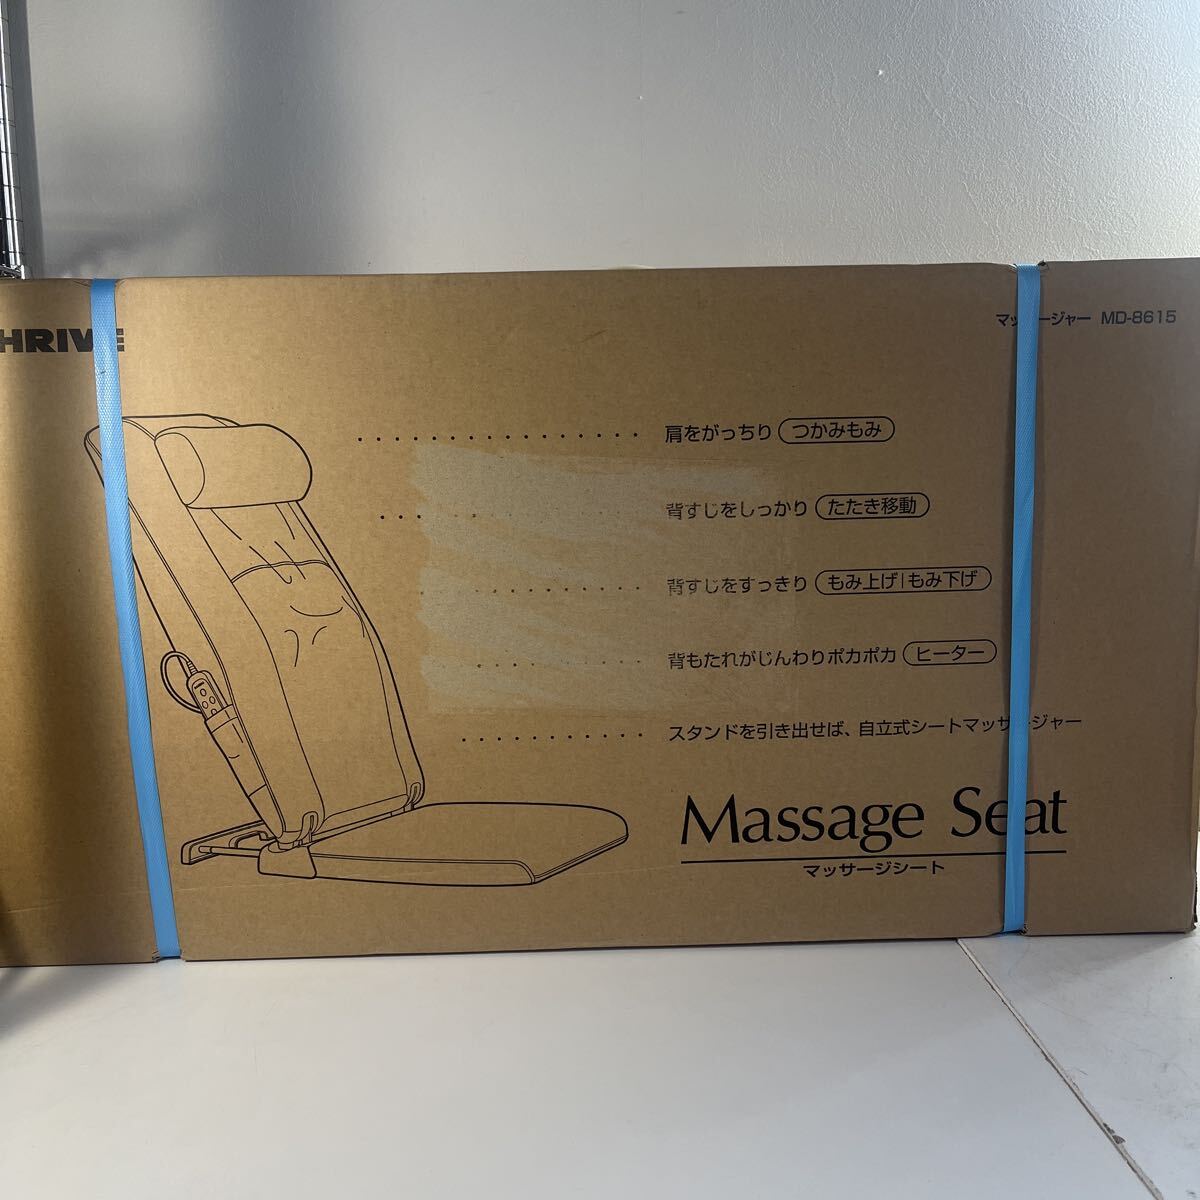 HRIVE
マッサージャー MD-8615
肩をがっちり つかみもみ
背すじをしっかり たたき移動
背すじをすっきり もみ上げ|もみ下げ
背もたれがじんわりポカポカ ヒーター
スタンドを引き出せば、自立式シートマッサージャー
Massage Seat
マッサージシート